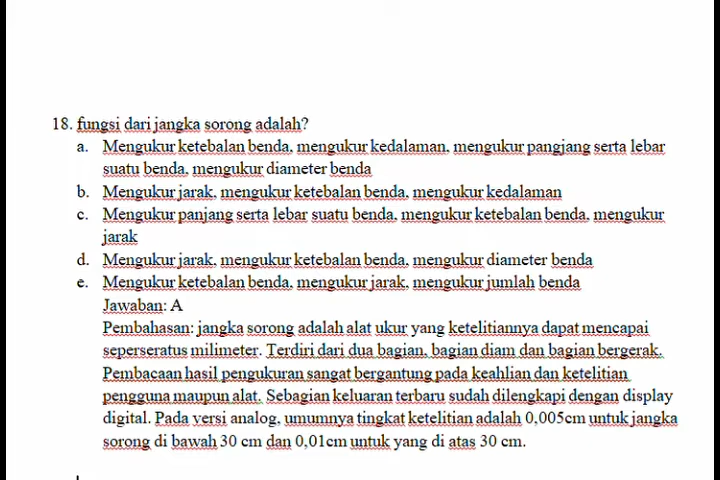 18. fungsi dari jangka sorong adalah?
a. Mengukur ketebalan benda, mengukur kedalaman, mengukur pangjang serta lebar
suatu benda, mengukur diameter benda
b. Mengukur jarak, mengukur ketebalan benda, mengukur kedalaman
c. Mengukur panjang serta lebar suatu benda, mengukur ketebalan benda, mengukur
jarak
d. Mengukur jarak, mengukur ketebalan benda, mengukur diameter benda
e. Mengukur ketebalan benda, mengukur jarak, mengukur jumlah benda
Jawaban: A
Pembahasan: jangka sorong adalah alat ukur yang ketelitiannya dapat mencapai
seperseratus milimeter. Terdiri dari dua bagian, bagian diam dan bagian bergerak.
Pembacaan hasil pengukuran sangat bergantung pada keahlian dan ketelitian
pengguna maupun alat. Sebagian keluaran terbaru sudah dilengkapi dengan display
digital. Pada versi analog, umumnya tingkat ketelitian adalah 0,005cm untuk jangka
sorong di bawah 30 cm dan 0,01cm untuk yang di atas 30 cm.